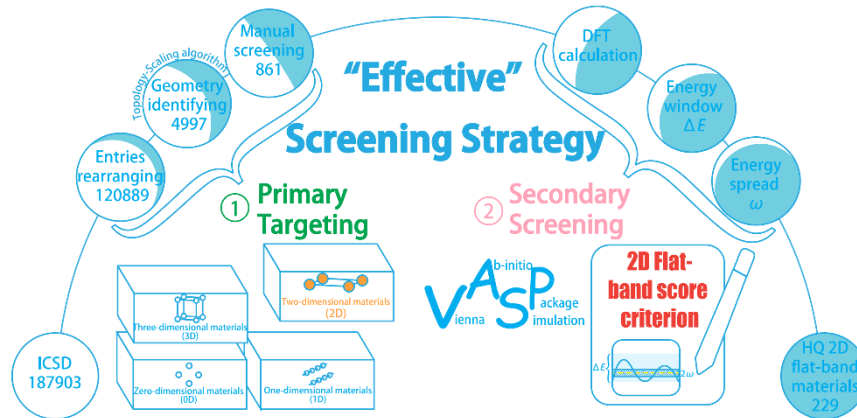 Manual
screening
861
Topology-Scaling algorithm
Geometry
identifying
4997
Entries
rearranging
120889
ICSD
187903
"Effective"
Screening Strategy
DFT
calculation
Energy
window
ΔE
Energy
spread
ω
HQ 2D
flat-band
materials
229
① Primary
Targeting
② Secondary
Screening
Three-dimensional materials
(3D)
Two-dimensional materials
(2D)
Zero-dimensional materials
(0D)
One-dimensional materials
(1D)
Vienna
Ab-initio
Simulation
Package
2D Flat-
band score
criterion
ΔE
2ω